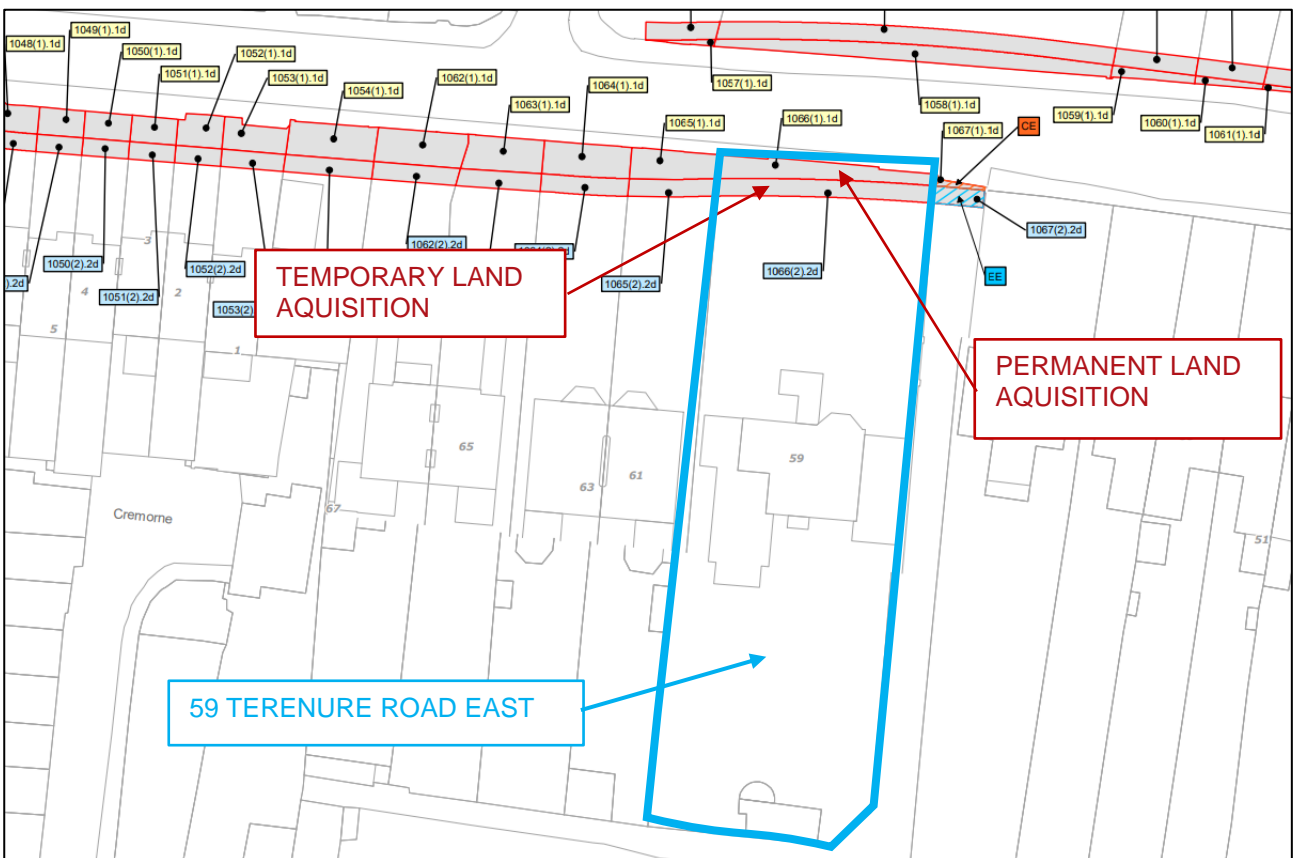 1048(1).1d
1049(1).1d
1050(1).1d
1051(1).1d
1052(1).1d
1053(1).1d
1054(1).1d
1062(1).1d
1063(1).1d
1064(1).1d
1065(1).1d
1066(1).1d
1067(1).1d
CE
1057(1).1d
1058(1).1d
1059(1).1d
1060(1).1d
1061(1).1d
).2d
1050(2).2d
1051(2).2d
1052(2).2d
1053(2)
1062(2).2d
1065(2).2d
1066(2).2d
1067(2).2d
EE
TEMPORARY LAND
AQUISITION
PERMANENT LAND
AQUISITION
5
4
3
2
1
67
65
63
61
59
51
Cremorne
59 TERENURE ROAD EAST